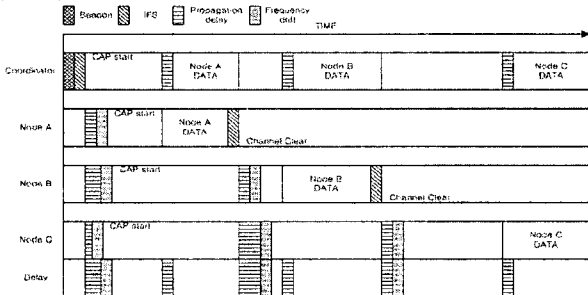 Beacon IFS Propagation delay Frequency drift
TIME
Coordinator CAP start Node A DATA Node B DATA Node C DATA
Node A CAP start Node A DATA Channel Clear
Node B CAP start Node B DATA Channel Clear
Node C CAP start Node C DATA
Delay